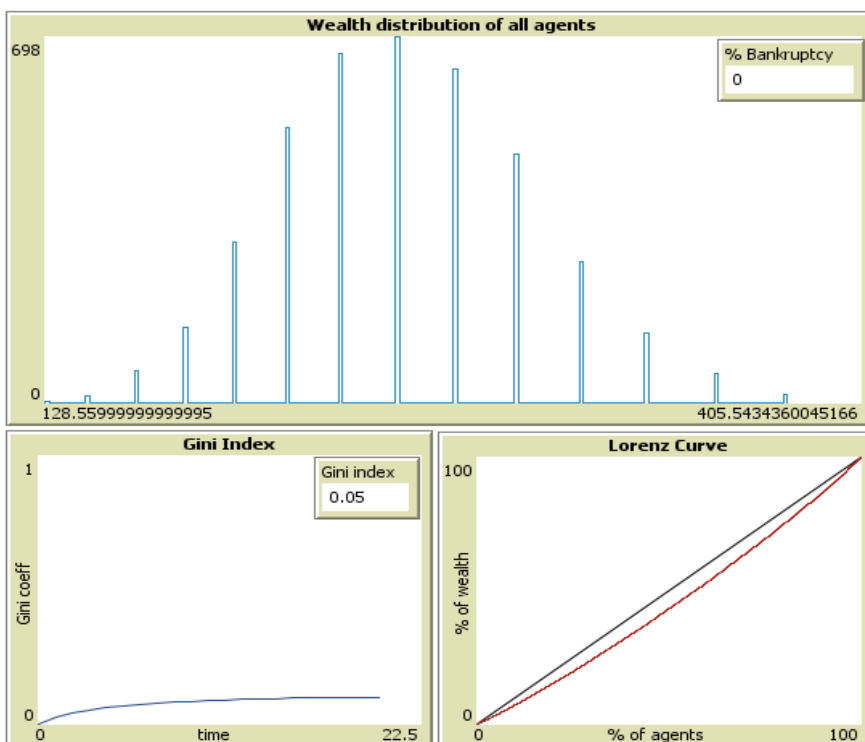 Wealth distribution of all agents
698
% Bankruptcy
0
0
128.559999999999995
405.5434360045166
Gini Index
1
Gini index
0.05
Gini coeff
0
0
time
22.5
Lorenz Curve
100
% of wealth
0
0
% of agents
100